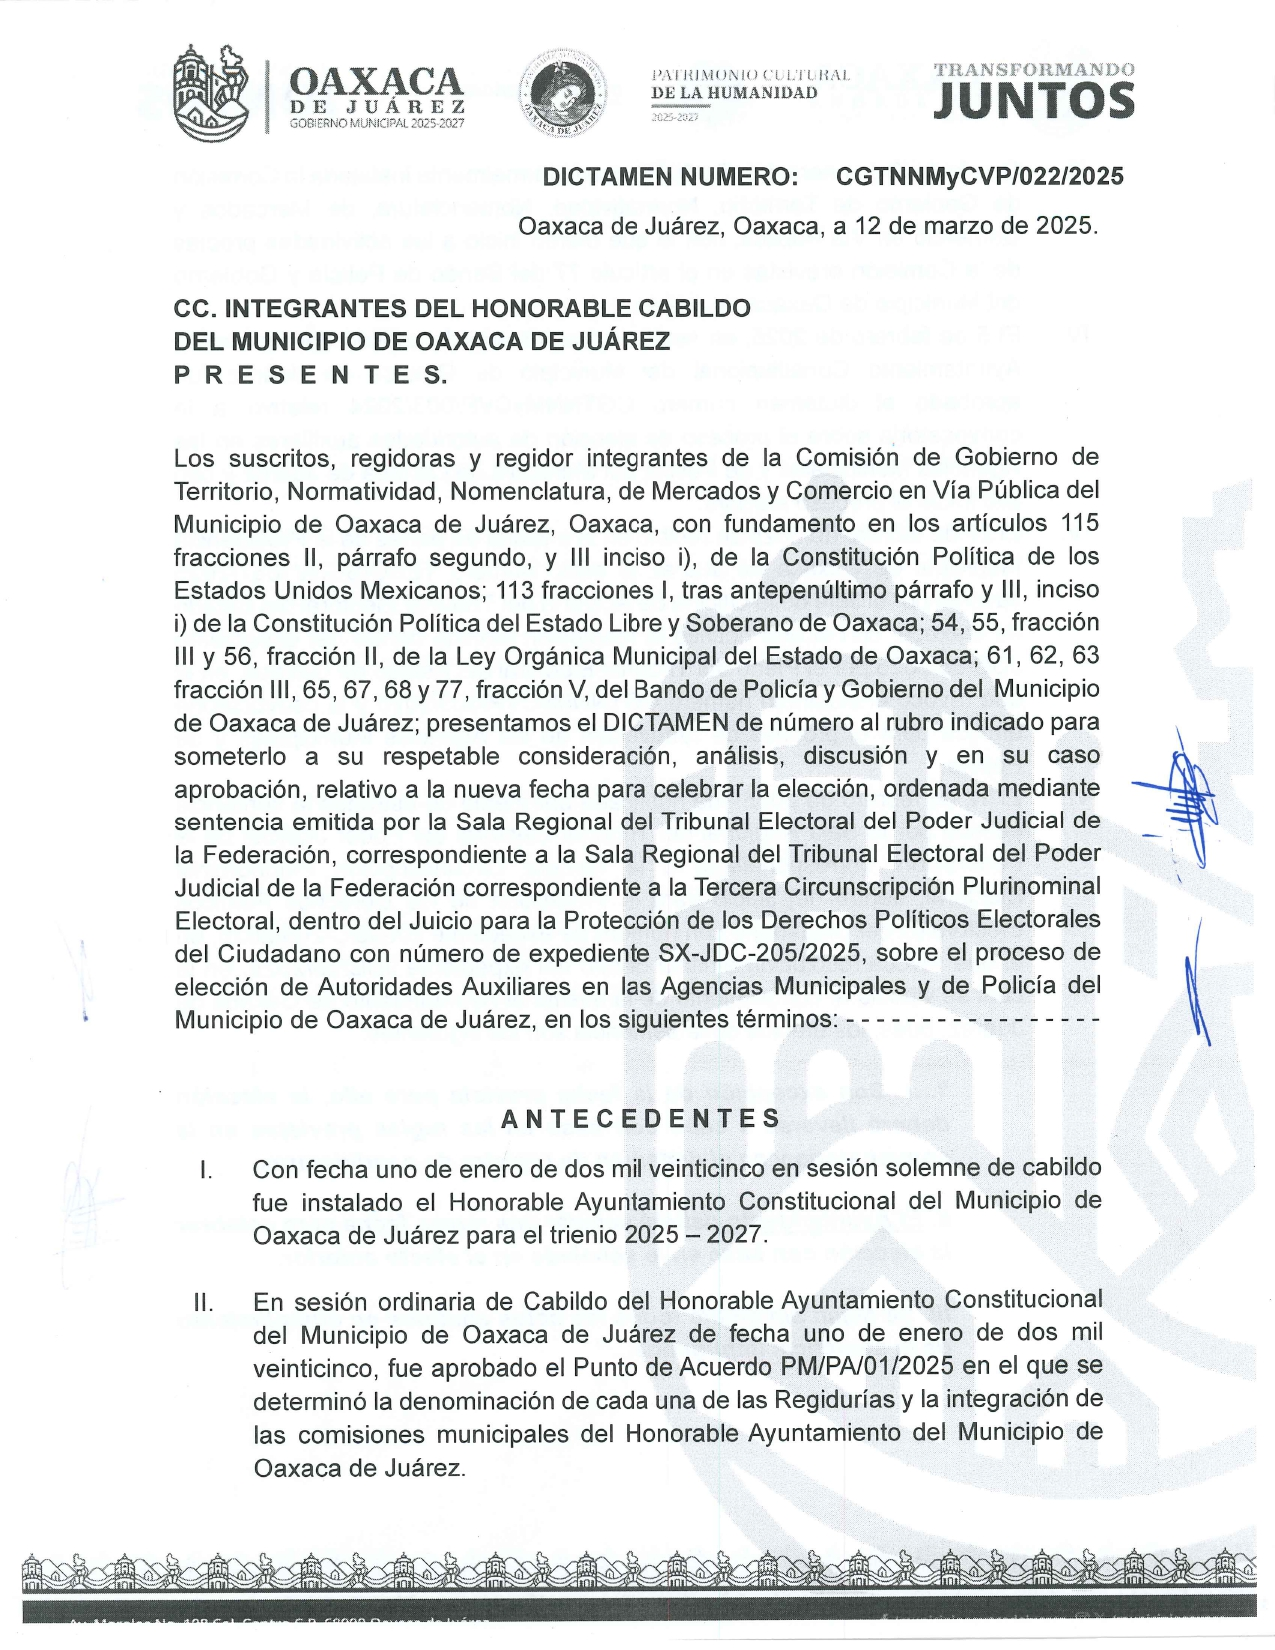 OAXACA
DE JUÁREZ
GOBIERNO MUNICIPAL 2025-2027
OAXACA DE JUÁREZ
PATRIMONIO CULTURAL
DE LA HUMANIDAD
2025-2027
TRANSFORMANDO
JUNTOS
DICTAMEN NUMERO: CGTNNMyCVP/022/2025
Oaxaca de Juárez, Oaxaca, a 12 de marzo de 2025.
CC. INTEGRANTES DEL HONORABLE CABILDO
DEL MUNICIPIO DE OAXACA DE JUÁREZ
P R E S E N T E S.
Los suscritos, regidoras y regidor integrantes de la Comisión de Gobierno de
Territorio, Normatividad, Nomenclatura, de Mercados y Comercio en Vía Pública del
Municipio de Oaxaca de Juárez, Oaxaca, con fundamento en los artículos 115
fracciones II, párrafo segundo, y III inciso i), de la Constitución Política de los
Estados Unidos Mexicanos; 113 fracciones I, tras antepenúltimo párrafo y III, inciso
i) de la Constitución Política del Estado Libre y Soberano de Oaxaca; 54, 55, fracción
III y 56, fracción II, de la Ley Orgánica Municipal del Estado de Oaxaca; 61, 62, 63
fracción III, 65, 67, 68 y 77, fracción V, del Bando de Policía y Gobierno del Municipio
de Oaxaca de Juárez; presentamos el DICTAMEN de número al rubro indicado para
someterlo a su respetable consideración, análisis, discusión y en su caso
aprobación, relativo a la nueva fecha para celebrar la elección, ordenada mediante
sentencia emitida por la Sala Regional del Tribunal Electoral del Poder Judicial de
la Federación, correspondiente a la Sala Regional del Tribunal Electoral del Poder
Judicial de la Federación correspondiente a la Tercera Circunscripción Plurinominal
Electoral, dentro del Juicio para la Protección de los Derechos Políticos Electorales
del Ciudadano con número de expediente SX-JDC-205/2025, sobre el proceso de
elección de Autoridades Auxiliares en las Agencias Municipales y de Policía del
Municipio de Oaxaca de Juárez, en los siguientes términos: - - - - - - - - - - - - - - - - -
A N T E C E D E N T E S
I. Con fecha uno de enero de dos mil veinticinco en sesión solemne de cabildo
fue instalado el Honorable Ayuntamiento Constitucional del Municipio de
Oaxaca de Juárez para el trienio 2025 – 2027.
II. En sesión ordinaria de Cabildo del Honorable Ayuntamiento Constitucional
del Municipio de Oaxaca de Juárez de fecha uno de enero de dos mil
veinticinco, fue aprobado el Punto de Acuerdo PM/PA/01/2025 en el que se
determinó la denominación de cada una de las Regidurías y la integración de
las comisiones municipales del Honorable Ayuntamiento del Municipio de
Oaxaca de Juárez.